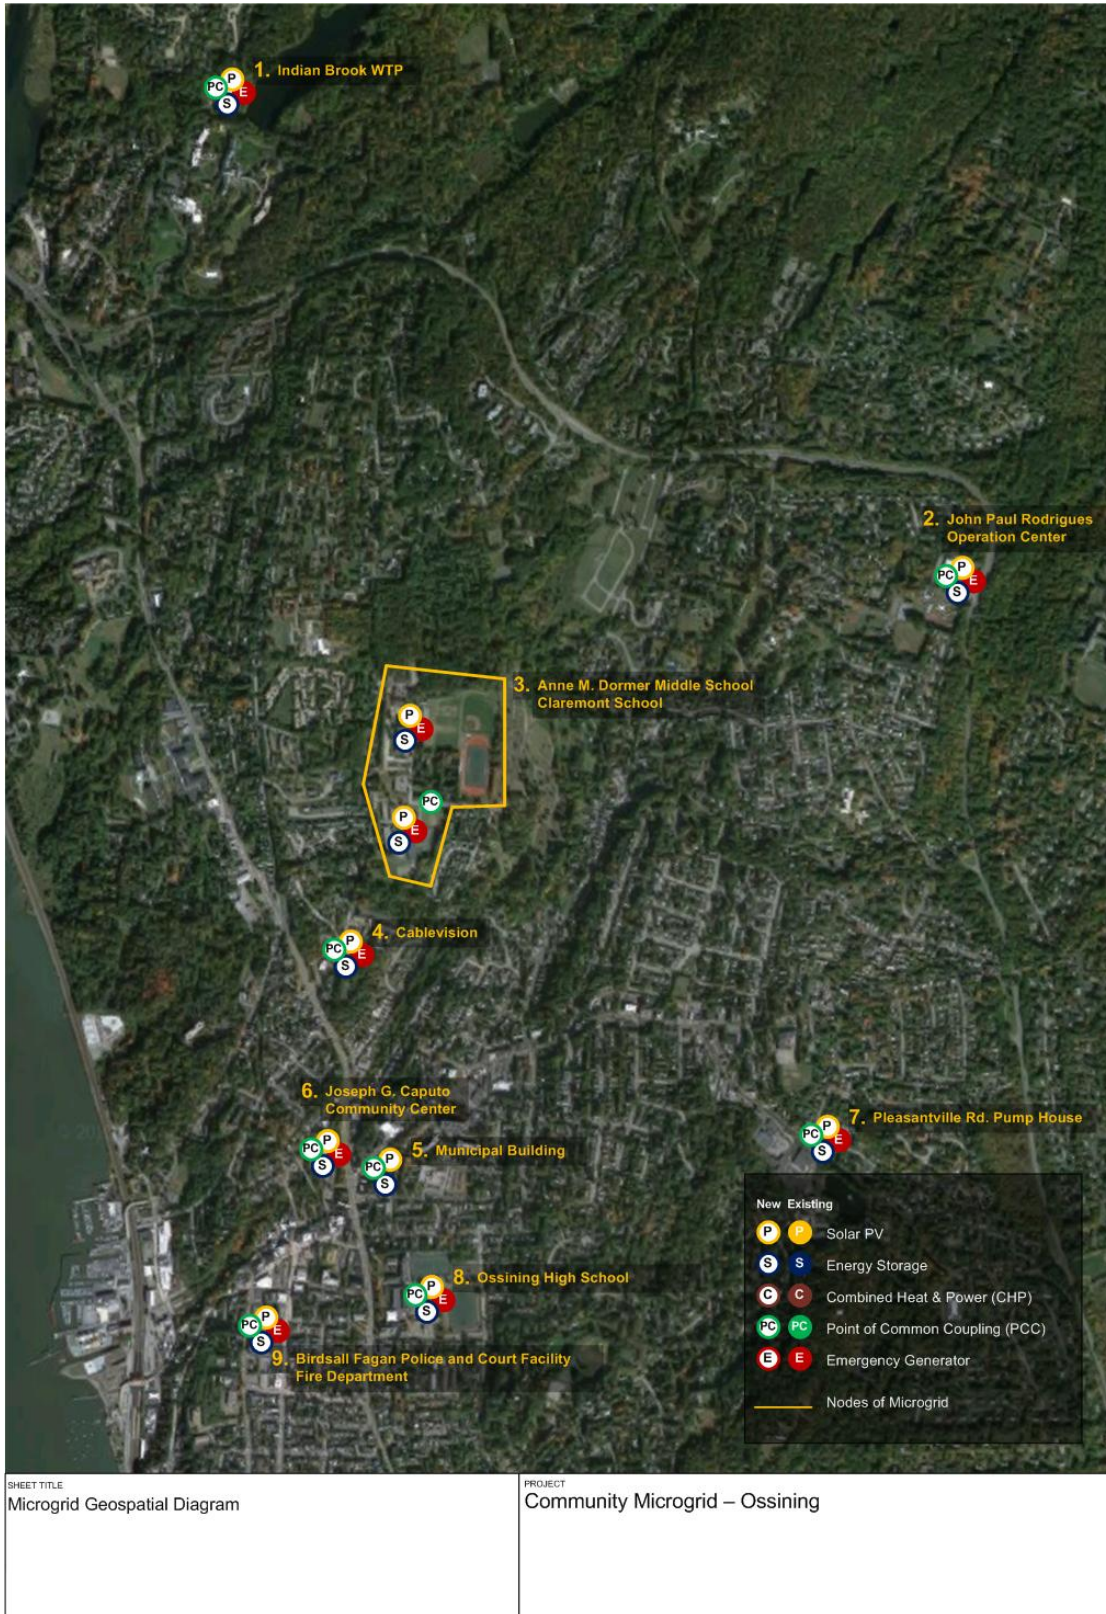 1. Indian Brook WTP
PC P E S
2. John Paul Rodrigues
Operation Center
PC P E S
3. Anne M. Dormer Middle School
Claremont School
P E S
PC P E S
4. Cablevision
PC P E S
6. Joseph G. Caputo
Community Center
PC P E S
5. Municipal Building
PC P S
7. Pleasantville Rd. Pump House
PC P E S
8. Ossining High School
PC P E S
PC P E S
9. Birdsall Fagan Police and Court Facility
Fire Department
New Existing
P P Solar PV
S S Energy Storage
C C Combined Heat & Power (CHP)
PC PC Point of Common Coupling (PCC)
E E Emergency Generator
Nodes of Microgrid
SHEET TITLE
Microgrid Geospatial Diagram
PROJECT
Community Microgrid – Ossining